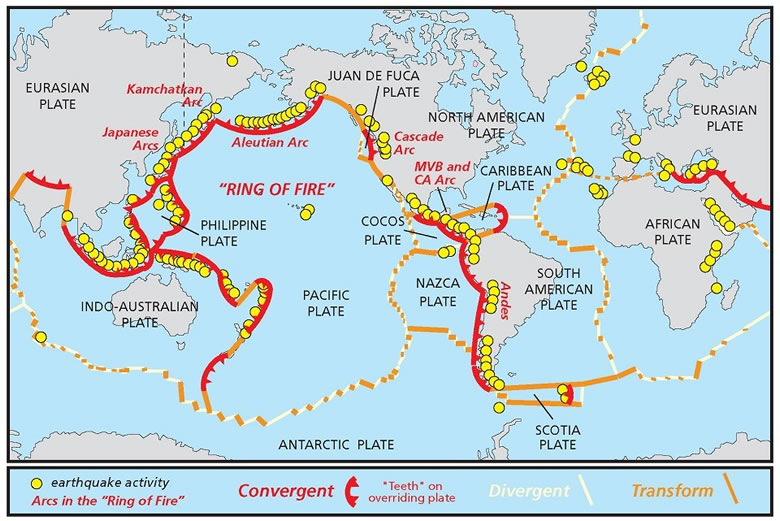 EURASIAN
PLATE
Kamchatkan
Arc
Japanese
Arcs
Aleutian Arc
JUAN DE FUCA
PLATE
NORTH AMERICAN
PLATE
Cascade
Arc
MVB and
CA Arc
CARIBBEAN
PLATE
EURASIAN
PLATE
"RING OF FIRE"
PHILIPPINE
PLATE
COCOS
PLATE
AFRICAN
PLATE
INDO-AUSTRALIAN
PLATE
PACIFIC
PLATE
NAZCA
PLATE
Andes
SOUTH
AMERICAN
PLATE
SCOTIA
PLATE
ANTARCTIC PLATE
earthquake activity
Arcs in the "Ring of Fire"
Convergent
"Teeth" on
overriding plate
Divergent
Transform